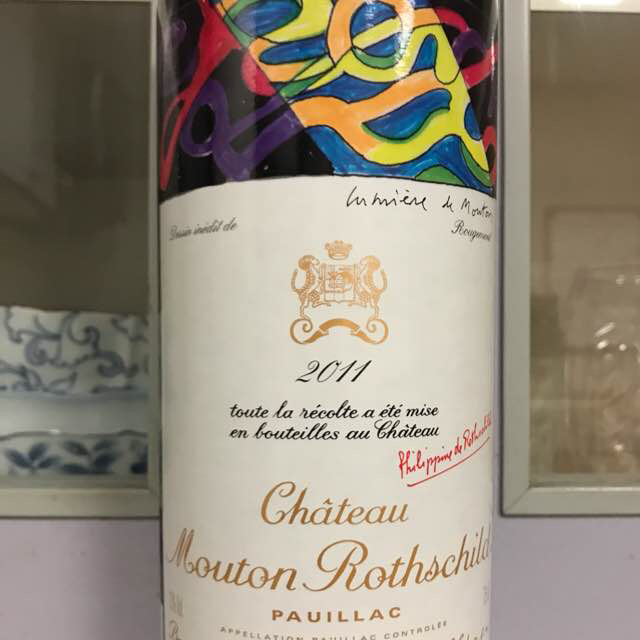 Lumière de Mouton
Dessin inédit de
Rougemont
2011
toute la récolte a été mise
en bouteilles au Château
Philippine de Rothschild
Château
Mouton Rothschild
PAUILLAC
APPELLATION PAUILLAC CONTRÔLÉE